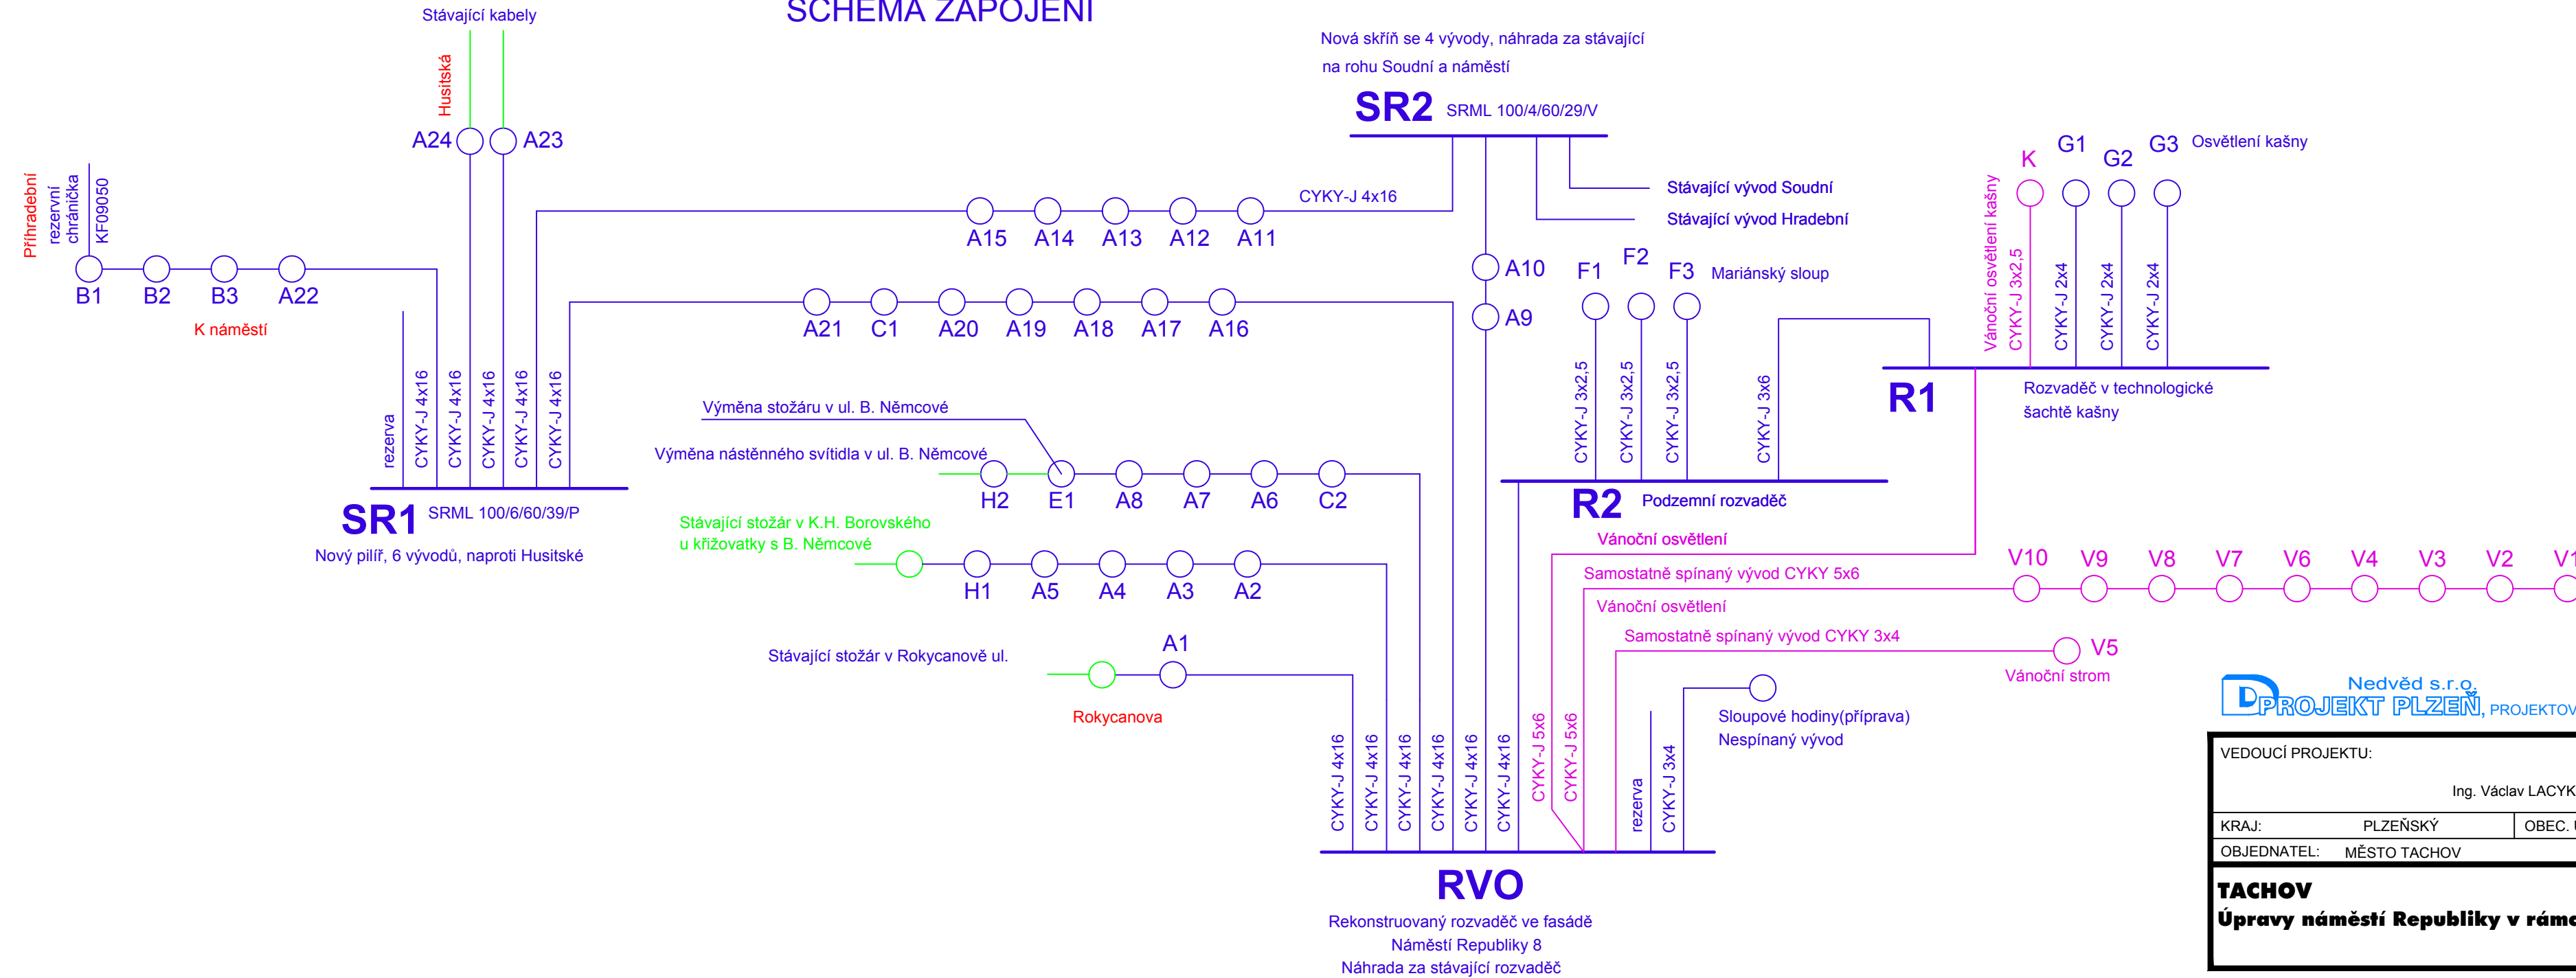 SCHÉMA ZAPOJENÍ
Stávající kabely
Husitská
A24
A23
Příhradební
rezervní
chránička
KF09050
B1
B2
B3
A22
K náměstí
rezerva
CYKY-J 4x16
CYKY-J 4x16
CYKY-J 4x16
CYKY-J 4x16
CYKY-J 4x16
SR1
SRML 100/6/60/39/P
Nový pilíř, 6 vývodů, naproti Husitské
Nová skříň se 4 vývody, náhrada za stávající
na rohu Soudní a náměstí
SR2
SRML 100/4/60/29/V
Stávající vývod Soudní
Stávající vývod Hradební
CYKY-J 4x16
A15
A14
A13
A12
A11
A10
A9
A21
C1
A20
A19
A18
A17
A16
Výměna stožáru v ul. B. Němcové
Výměna nástěnného svítidla v ul. B. Němcové
H2
E1
A8
A7
A6
C2
Stávající stožár v K.H. Borovského
u křižovatky s B. Němcové
H1
A5
A4
A3
A2
Stávající stožár v Rokycanově ul.
A1
Rokycanova
F1
F2
F3
Mariánský sloup
CYKY-J 3x2,5
CYKY-J 3x2,5
CYKY-J 3x2,5
CYKY-J 3x6
R2
Podzemní rozvaděč
K
G1
G2
G3
Osvětlení kašny
Vánoční osvětlení kašny
CYKY-J 3x2,5
CYKY-J 2x4
CYKY-J 2x4
CYKY-J 2x4
R1
Rozvaděč v technologické
šachtě kašny
Vánoční osvětlení
Samostatně spínaný vývod CYKY 5x6
Vánoční osvětlení
V10
V9
V8
V7
V6
V4
V3
V2
V1
Samostatně spínaný vývod CYKY 3x4
V5
Vánoční strom
Sloupové hodiny(příprava)
Nespínaný vývod
CYKY-J 4x16
CYKY-J 4x16
CYKY-J 4x16
CYKY-J 4x16
CYKY-J 4x16
CYKY-J 4x16
CYKY-J 5x6
CYKY-J 5x6
rezerva
CYKY-J 3x4
RVO
Rekonstruovaný rozvaděč ve fasádě
Náměstí Republiky 8
Náhrada za stávající rozvaděč
Nedvěd s.r.o.
D PROJEKT PLZEŇ, PROJEKTOV
VEDOUCÍ PROJEKTU:
Ing. Václav LACYK
KRAJ: PLZEŇSKÝ
OBEC.
OBJEDNATEL: MĚSTO TACHOV
TACHOV
Úpravy náměstí Republiky v rámc